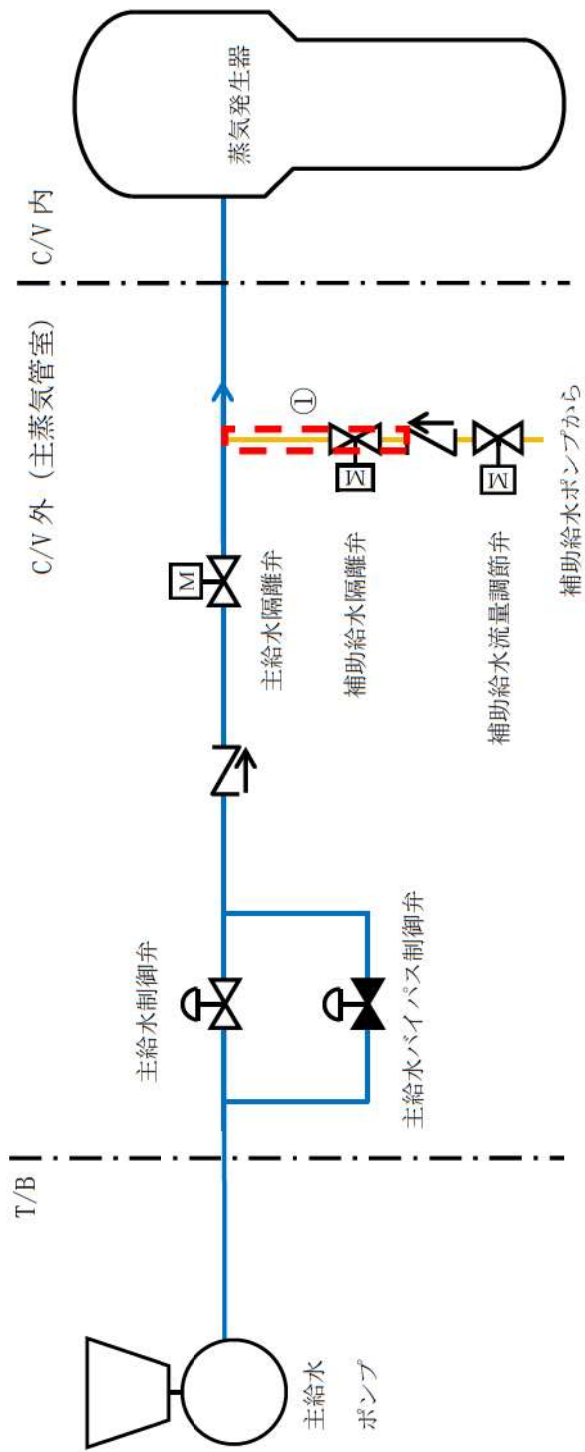 T/B
C/V 外 (主蒸気管室)
C/V 内
主給水
ポンプ
主給水制御弁
主給水バイパス制御弁
M
主給水隔離弁
①
M
補助給水隔離弁
M
補助給水流量調節弁
補助給水ポンプから
蒸気発生器